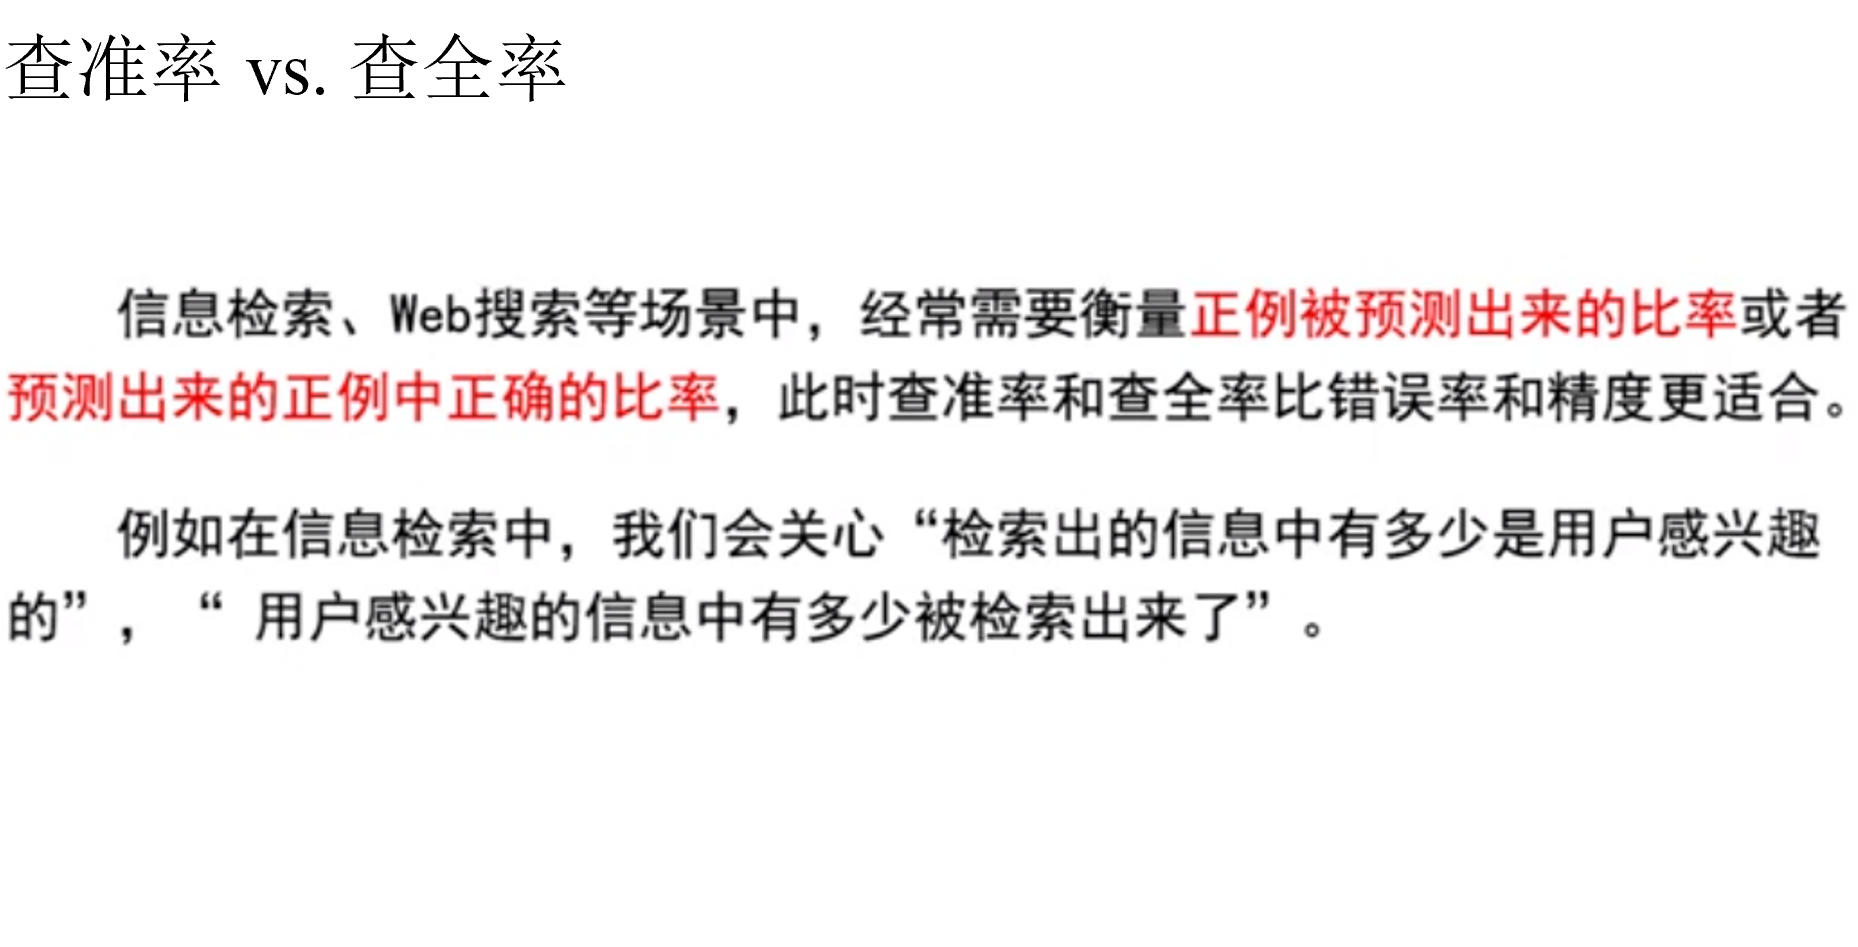 查准率 vs. 查全率
信息检索、Web搜索等场景中，经常需要衡量正例被预测出来的比率或者
预测出来的正例中正确的比率，此时查准率和查全率比错误率和精度更适合。
例如在信息检索中，我们会关心“检索出的信息中有多少是用户感兴趣
的”，“ 用户感兴趣的信息中有多少被检索出来了”。